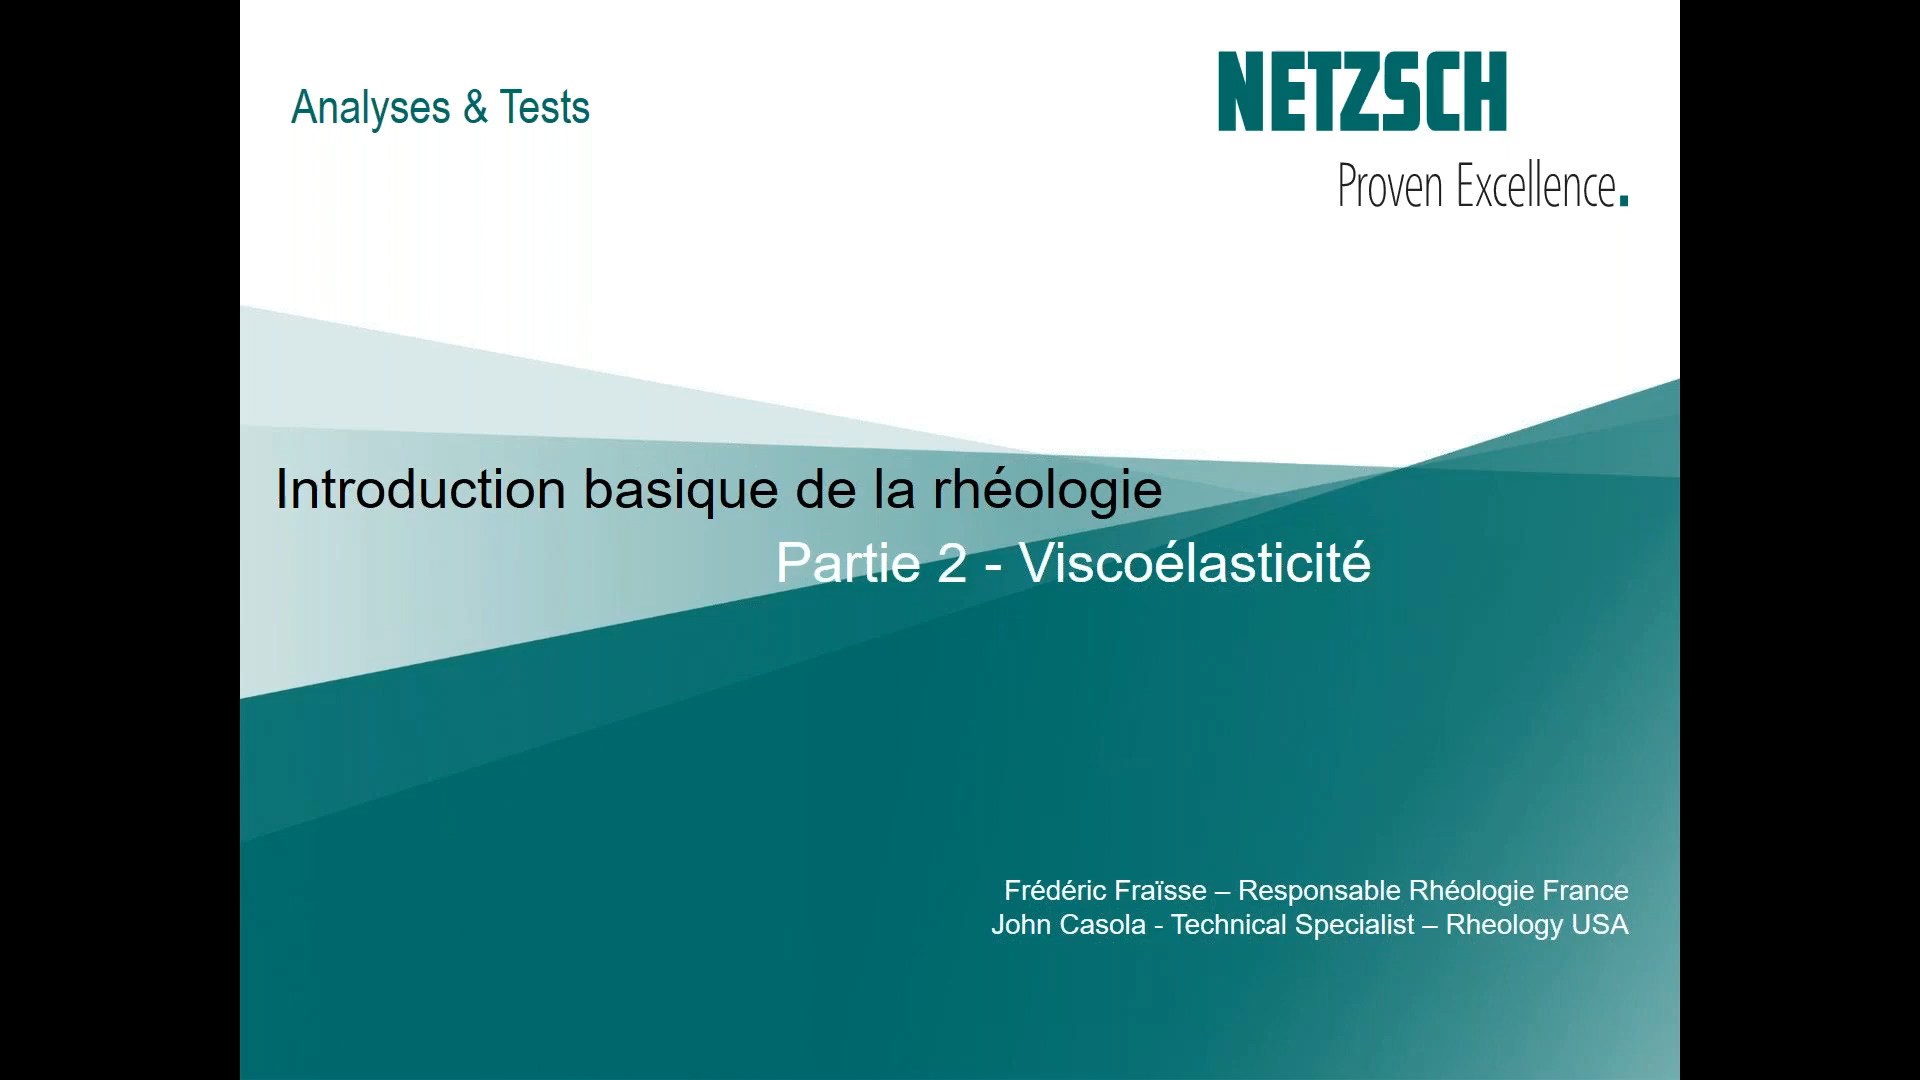 Analyses & Tests
NETZSCH
Proven Excellence.
Introduction basique de la rhéologie
Partie 2 - Viscoélasticité
Frédéric Fraïsse – Responsable Rhéologie France
John Casola - Technical Specialist – Rheology USA